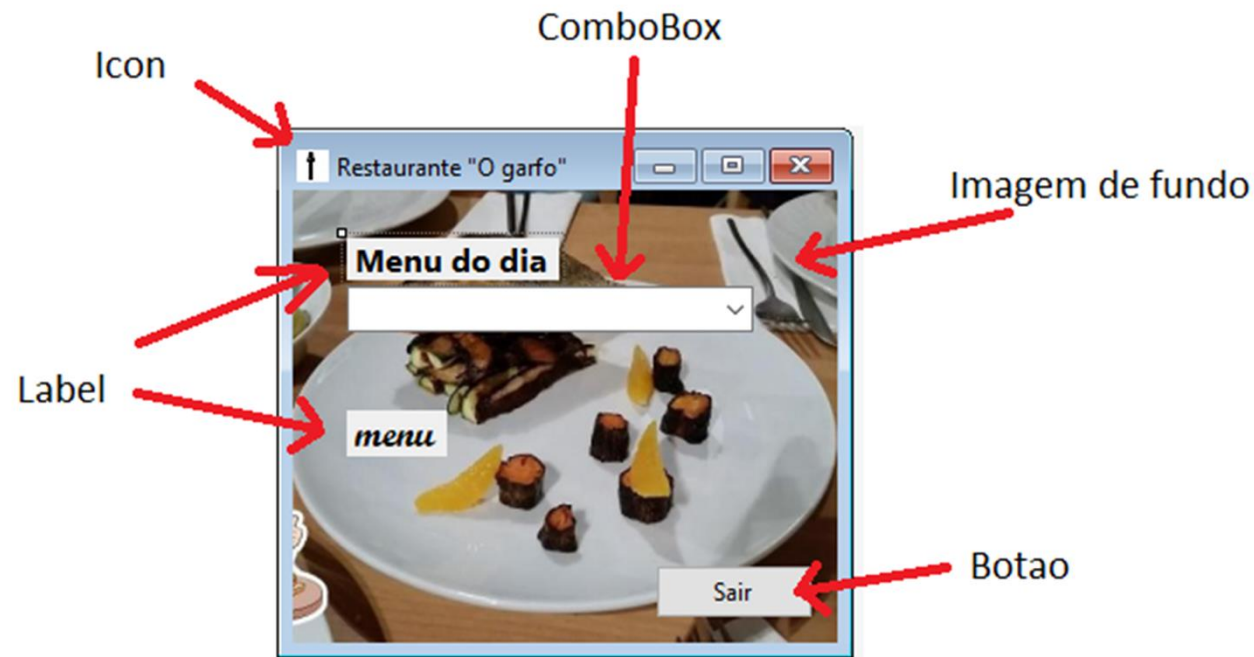 ComboBox
Icon
Restaurante "O garfo"
Imagem de fundo
Menu do dia
Label
menu
Botao
Sair